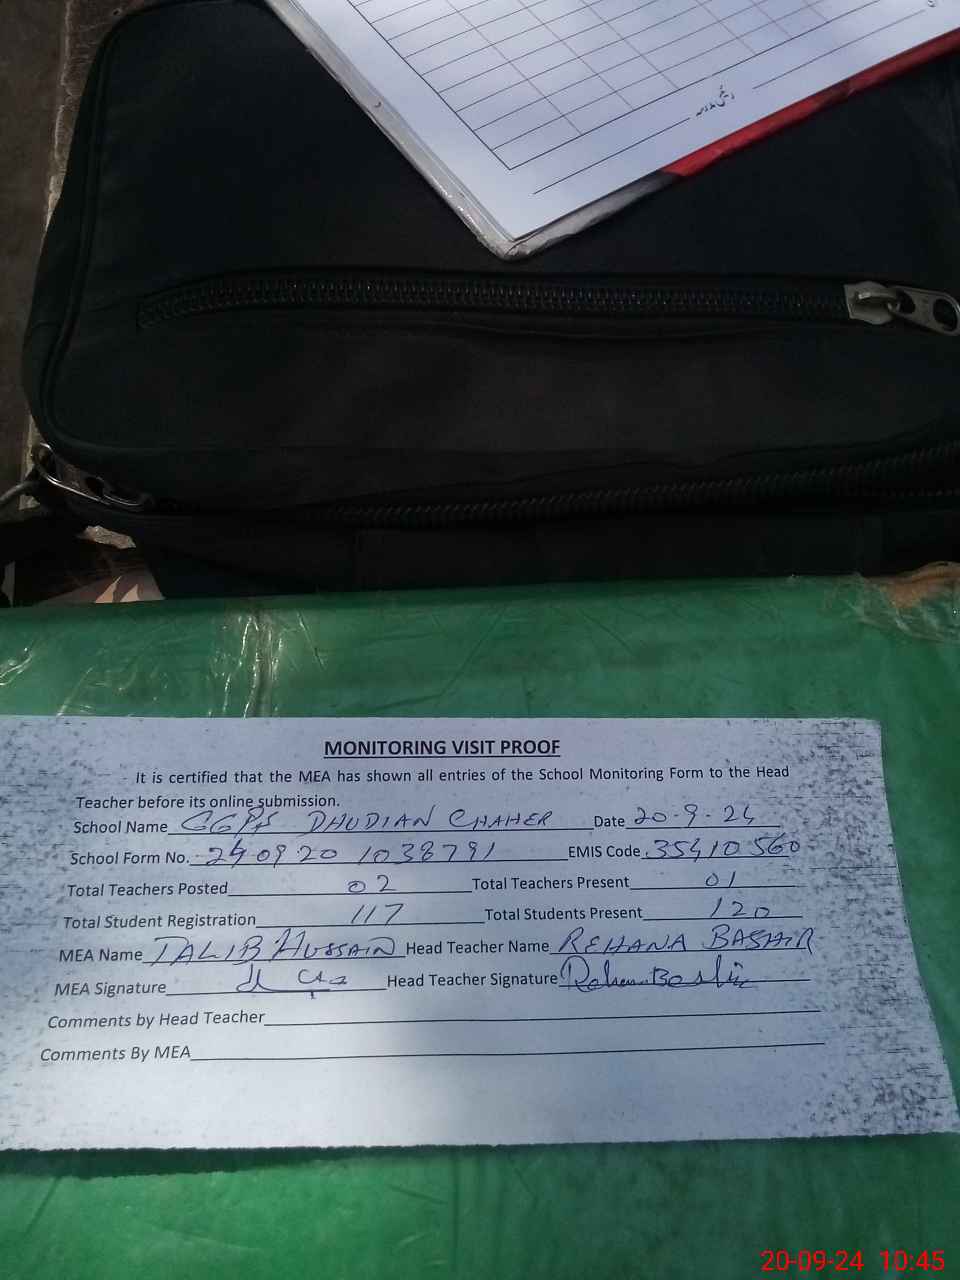 MONITORING VISIT PROOF
It is certified that the MEA has shown all entries of the School Monitoring Form to the Head
Teacher before its online submission.
School Name GGPS DHUDIAN CHAHER Date 20-9-24
School Form No. 2409201038791 EMIS Code 35410560
Total Teachers Posted 02 Total Teachers Present 01
Total Student Registration 117 Total Students Present 120
MEA Name TALIB HUSSAIN Head Teacher Name REHANA BASHIR
MEA Signature Head Teacher Signature
Comments by Head Teacher
Comments By MEA
20-09-24 10:45